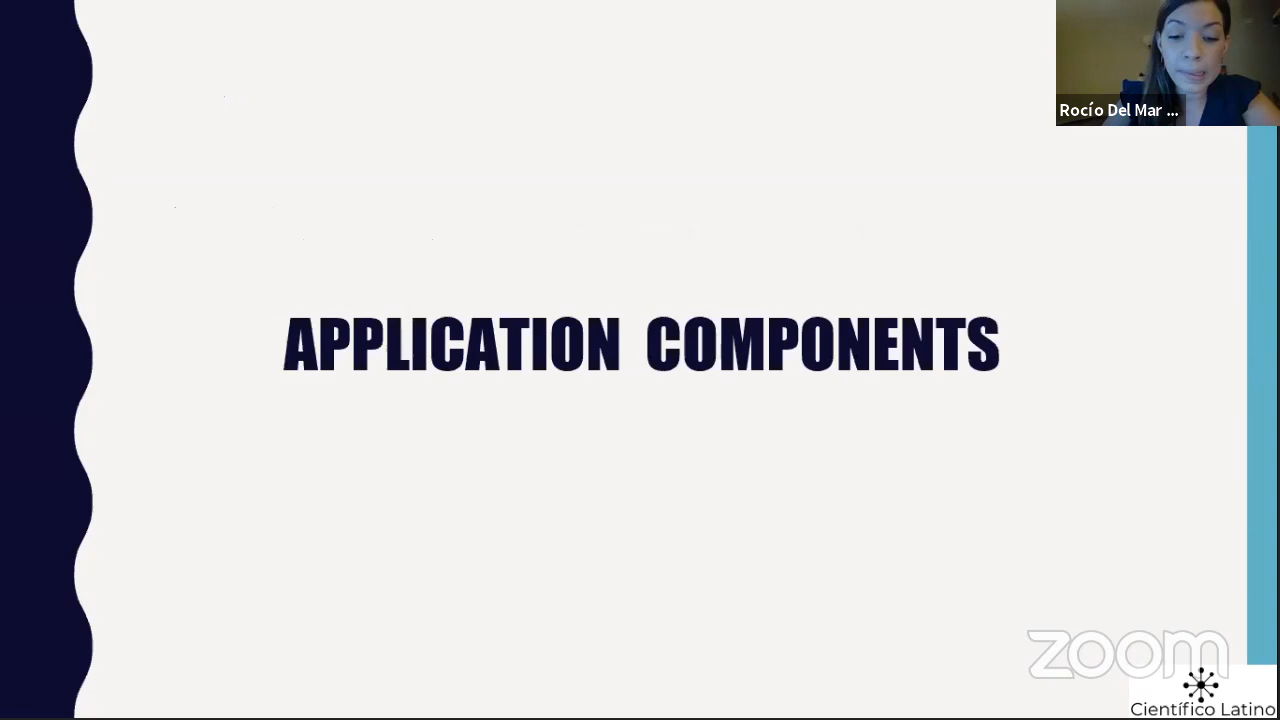 Rocío Del Mar ...
APPLICATION COMPONENTS
zoom
Científico Latino